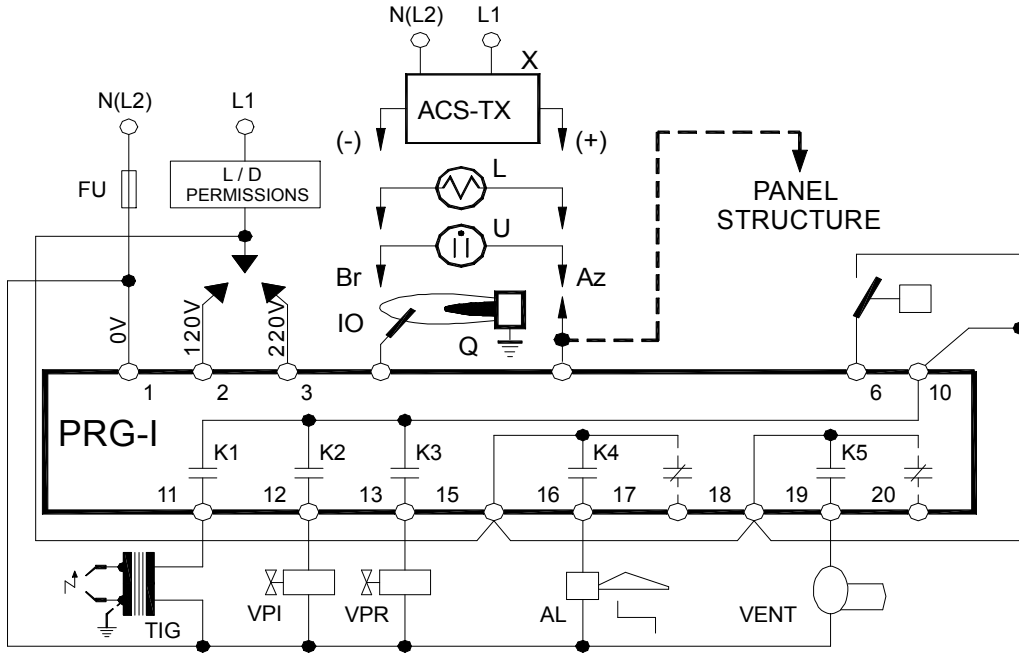 N(L2) L1
X
ACS-TX
(-) (+)
N(L2) L1
FU
L / D
PERMISSIONS
L
U
PANEL
STRUCTURE
Br Az
IO
Q
0V 120V 220V
1 2 3 6 10
PRG-I
K1 K2 K3 K4 K5
11 12 13 15 16 17 18 19 20
TIG VPI VPR AL VENT